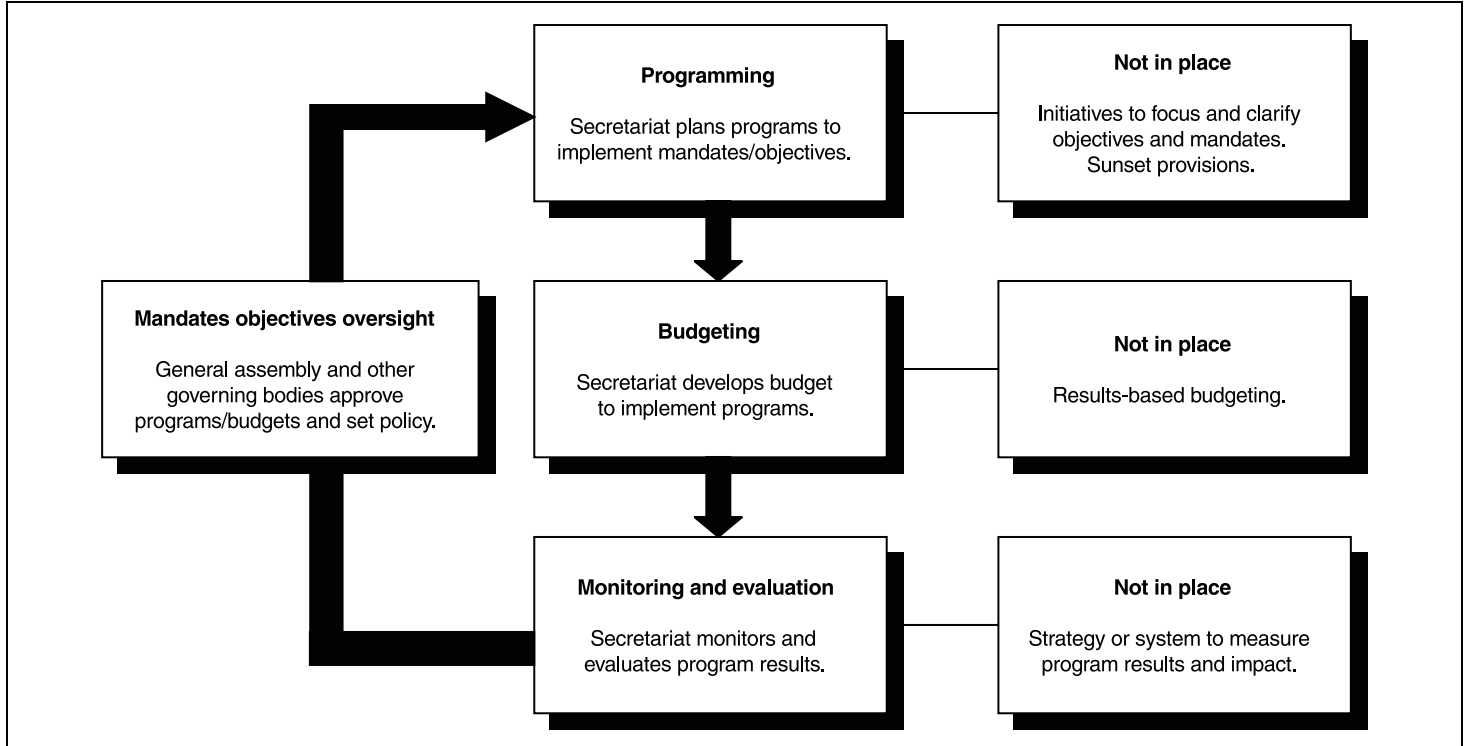 Programming
Secretariat plans programs to
implement mandates/objectives.
Not in place
Initiatives to focus and clarify
objectives and mandates.
Sunset provisions.
Mandates objectives oversight
General assembly and other
governing bodies approve
programs/budgets and set policy.
Budgeting
Secretariat develops budget
to implement programs.
Not in place
Results-based budgeting.
Monitoring and evaluation
Secretariat monitors and
evaluates program results.
Not in place
Strategy or system to measure
program results and impact.